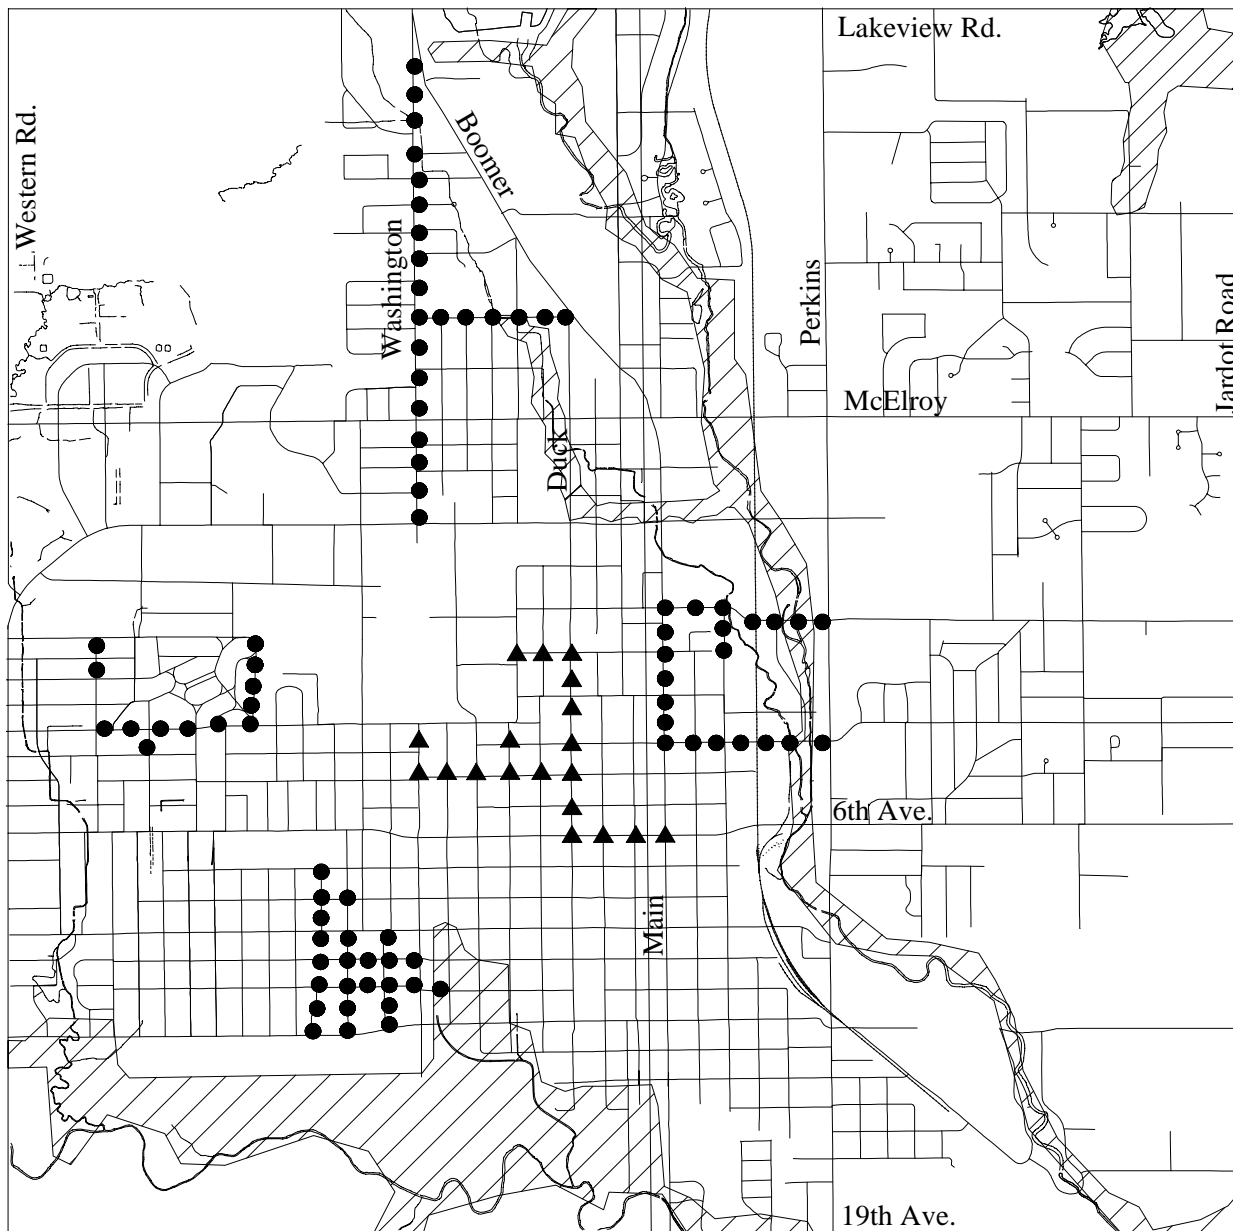 Lakeview Rd.
Western Rd.
Boomer
Washington
Perkins
Jardot Road
McElroy
Duck
6th Ave.
Main
19th Ave.